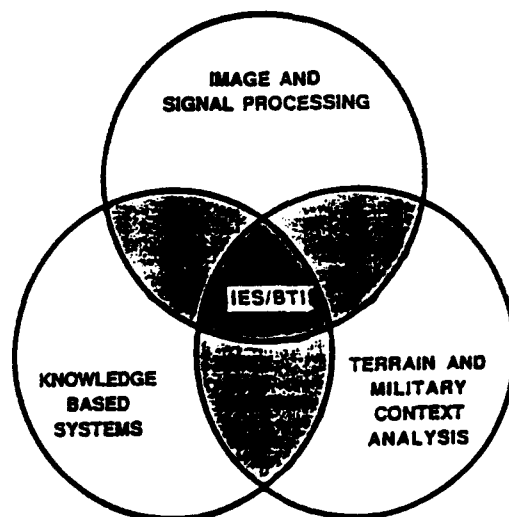 IMAGE AND
SIGNAL PROCESSING
IES/BTI
KNOWLEDGE
BASED
SYSTEMS
TERRAIN AND
MILITARY
CONTEXT
ANALYSIS